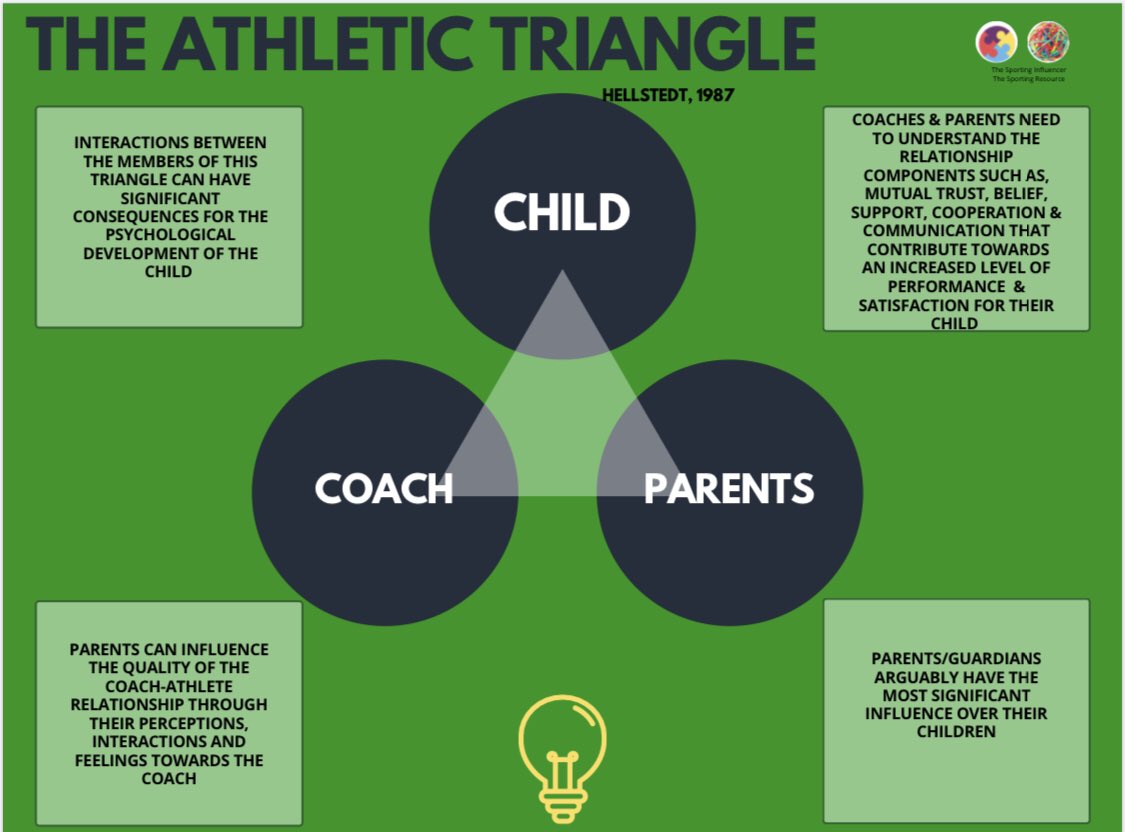 THE ATHLETIC TRIANGLE
The Sporting Influencer
The Sporting Resource
HELLSTEDT, 1987
INTERACTIONS BETWEEN
THE MEMBERS OF THIS
TRIANGLE CAN HAVE
SIGNIFICANT
CONSEQUENCES FOR THE
PSYCHOLOGICAL
DEVELOPMENT OF THE
CHILD
CHILD
COACHES & PARENTS NEED
TO UNDERSTAND THE
RELATIONSHIP
COMPONENTS SUCH AS,
MUTUAL TRUST, BELIEF,
SUPPORT, COOPERATION &
COMMUNICATION THAT
CONTRIBUTE TOWARDS
AN INCREASED LEVEL OF
PERFORMANCE &
SATISFACTION FOR THEIR
CHILD
COACH
PARENTS
PARENTS CAN INFLUENCE
THE QUALITY OF THE
COACH-ATHLETE
RELATIONSHIP THROUGH
THEIR PERCEPTIONS,
INTERACTIONS AND
FEELINGS TOWARDS THE
COACH
PARENTS/GUARDIANS
ARGUABLY HAVE THE
MOST SIGNIFICANT
INFLUENCE OVER THEIR
CHILDREN